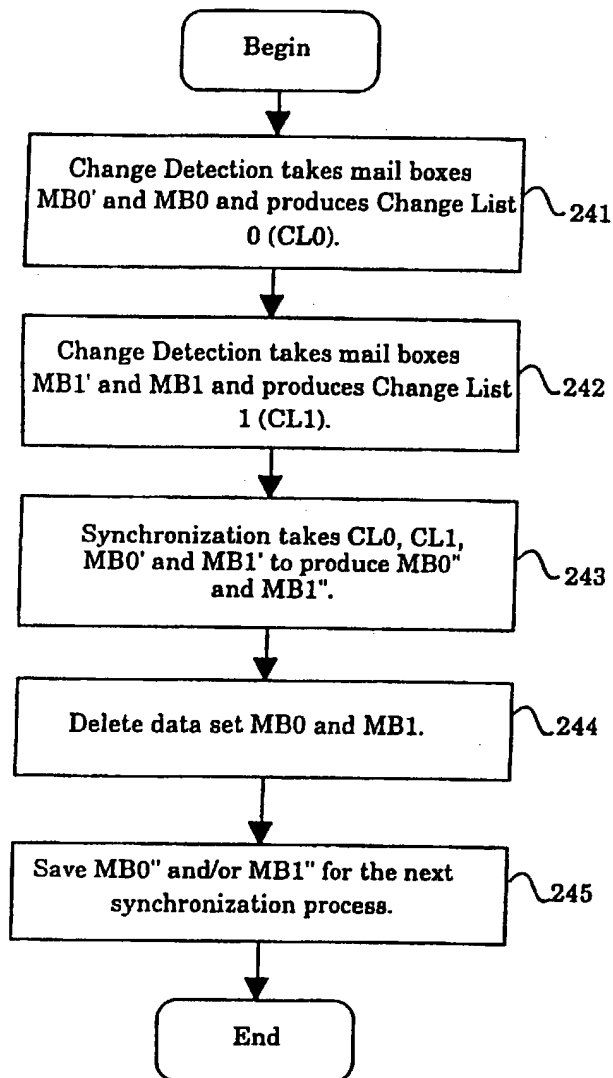 Begin
Change Detection takes mail boxes
MB0' and MB0 and produces Change List
0 (CL0).
241
Change Detection takes mail boxes
MB1' and MB1 and produces Change List
1 (CL1).
242
Synchronization takes CL0, CL1,
MB0' and MB1' to produce MB0"
and MB1".
243
Delete data set MB0 and MB1.
244
Save MB0" and/or MB1" for the next
synchronization process.
245
End